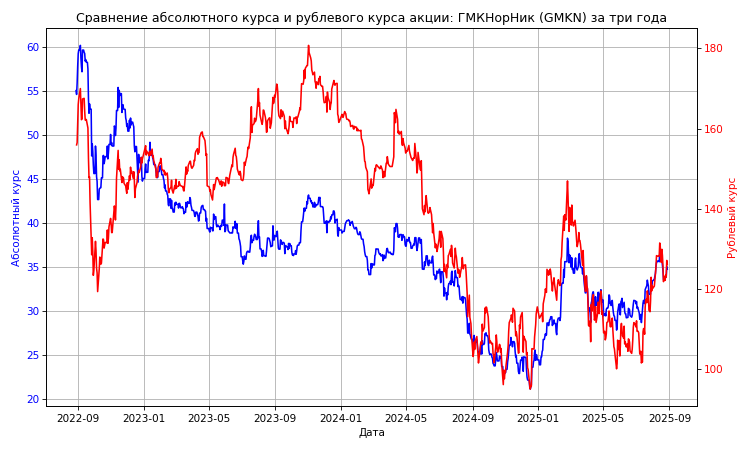 Сравнение абсолютного курса и рублевого курса акции: ГМКНорНик (GMKN) за три года
60
55
50
45
40
35
30
25
20
Абсолютный курс
180
160
140
120
100
Рублевый курс
2022-09 2023-01 2023-05 2023-09 2024-01 2024-05 2024-09 2025-01 2025-05 2025-09
Дата